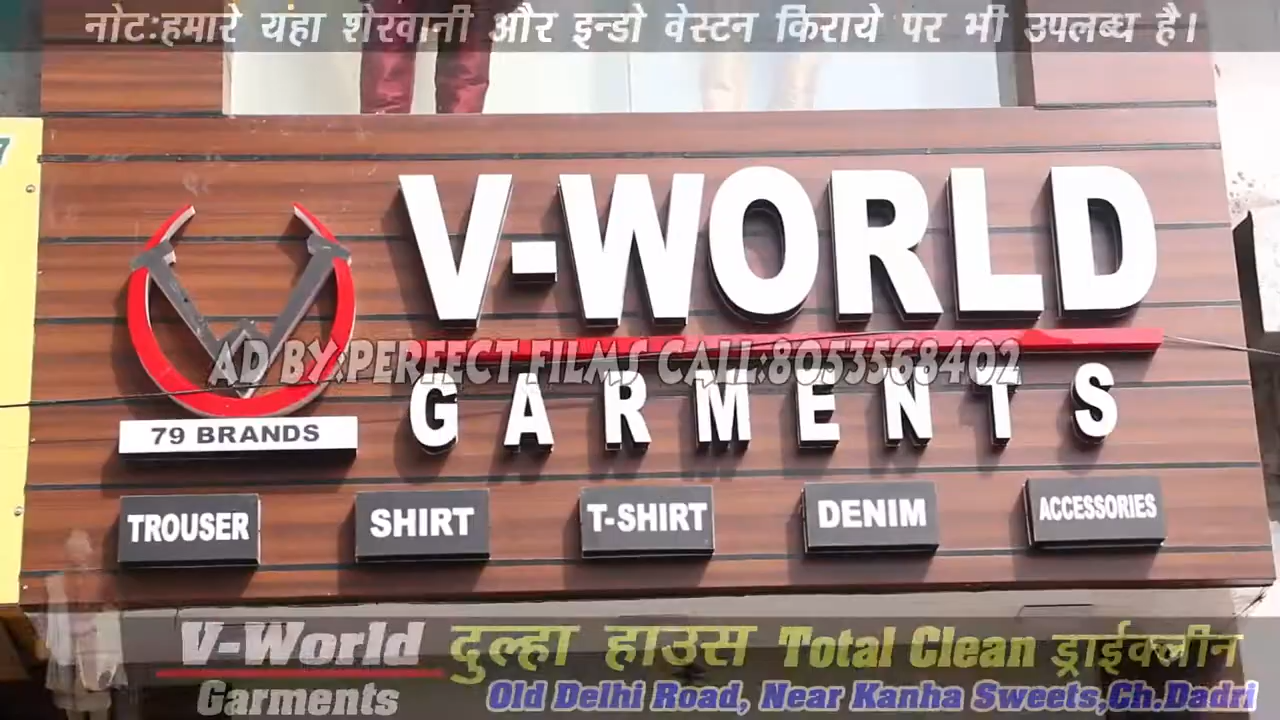 नोट:हमारे यंहा शेरवानी और इन्डो वेस्टन किराये पर भी उपलब्ध है।
7
V-WORLD
AD BY:PERFECT FILMS CALL:8053568402
GARMENTS
79 BRANDS
TROUSER SHIRT T-SHIRT DENIM ACCESSORIES
V-World दुल्हा हाउस Total Clean ड्राईक्लीन
Garments Old Delhi Road, Near Kanha Sweets,Ch.Dadri